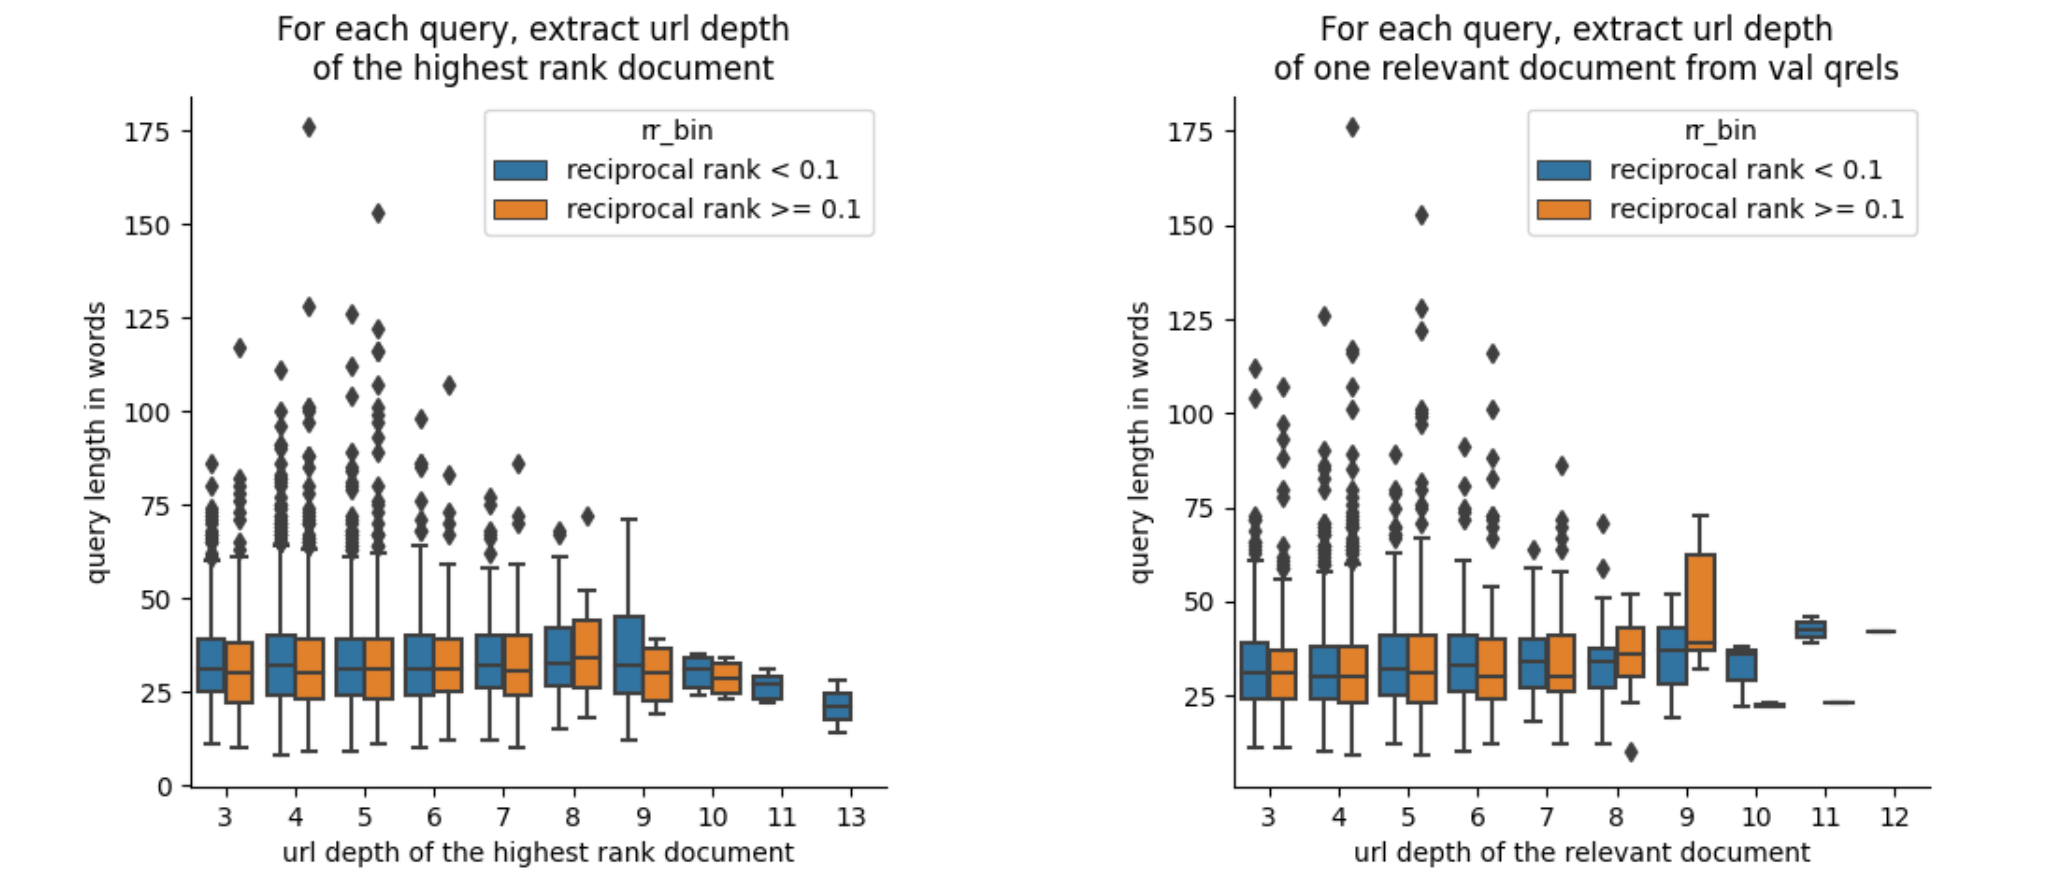 For each query, extract url depth
of the highest rank document
rr_bin
reciprocal rank < 0.1
reciprocal rank >= 0.1
query length in words
175
150
125
100
75
50
25
0
3 4 5 6 7 8 9 10 11 13
url depth of the highest rank document
For each query, extract url depth
of one relevant document from val qrels
rr_bin
reciprocal rank < 0.1
reciprocal rank >= 0.1
query length in words
175
150
125
100
75
50
25
3 4 5 6 7 8 9 10 11 12
url depth of the relevant document